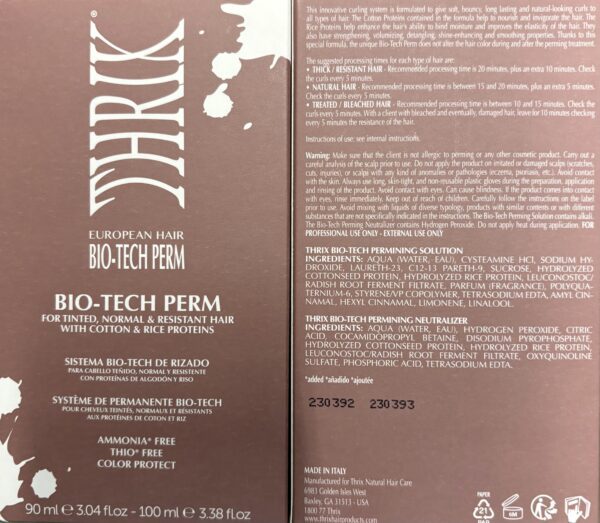 THRIX®
EUROPEAN HAIR
BIO-TECH PERM
BIO-TECH PERM
FOR TINTED, NORMAL & RESISTANT HAIR
WITH COTTON & RICE PROTEINS
SISTEMA BIO-TECH DE RIZADO
PARA CABELLO TEÑIDO, NORMAL Y RESISTENTE
CON PROTEÍNAS DE ALGODÓN Y RISO
SYSTÈME DE PERMANENTE BIO-TECH
POUR CHEVEUX TEINTÉS, NORMAUX ET RÉSISTANTS
AUX PROTÉINES DE COTON ET RIZ
AMMONIA* FREE
THIO* FREE
COLOR PROTECT
90 ml e 3.04 fl.oz - 100 ml e 3.38 fl.oz
This innovative curling system is formulated to give soft, bouncy, long lasting and natural-looking curls to
all types of hair. The Cotton Proteins contained in the formula help to nourish and invigorate the hair. The
Rice Proteins help enhance the hair's ability to bind moisture and improves the elasticity of the hair. They
also have strengthening, volumizing, detangling, shine-enhancing and smoothing properties. Thanks to this
special formula, the unique Bio-Tech Perm does not alter the hair color during and after the perming treatment.
The suggested processing times for each type of hair are:
• THICK / RESISTANT HAIR - Recommended processing time is 20 minutes, plus an extra 10 minutes. Check
the curls every 5 minutes.
• NATURAL HAIR - Recommended processing time is between 15 and 20 minutes, plus an extra 5 minutes.
Check the curls every 5 minutes.
• TREATED / BLEACHED HAIR - Recommended processing time is between 10 and 15 minutes. Check the
curls every 5 minutes. With a client with bleached and eventually, damaged hair, leave for 10 minutes checking
every 5 minutes the resistance of the hair.
Instructions of use: see internal instructions.
Warning: Make sure that the client is not allergic to perming or any other cosmetic product. Carry out a
careful analysis of the scalp prior to use. Do not apply the product on irritated or damaged scalps (scratches,
cuts, injuries), or scalps with any kind of anomalies or pathologies (eczema, psoriasis, etc.). Avoid contact
with the skin. Always use long, skin-tight, and non-reusable plastic gloves during the preparation, application
and rinsing of the product. Avoid contact with eyes. Can cause blindness. If the product comes into contact
with eyes, rinse immediately. Keep out of reach of children. Carefully follow the instructions on the label
prior to use. Avoid mixing with liquids of diverse typology, products with similar contents or with different
substances that are not specifically indicated in the instructions. The Bio-Tech Perming Solution contains alkali.
The Bio-Tech Perming Neutralizer contains Hydrogen Peroxide. Do not apply heat during application. FOR
PROFESSIONAL USE ONLY - EXTERNAL USE ONLY
THRIX BIO-TECH PERMINING SOLUTION
INGREDIENTS: AQUA (WATER, EAU), CYSTEAMINE HCl, SODIUM HY-
DROXIDE, LAURETH-23, C12-13 PARETH-9, SUCROSE, HYDROLYZED
COTTONSEED PROTEIN, HYDROLYZED RICE PROTEIN, LEUCONOSTOC/
RADISH ROOT FERMENT FILTRATE, PARFUM (FRAGRANCE), POLYQUA-
TERNIUM-6, STYRENE/VP COPOLYMER, TETRASODIUM EDTA, AMYL CIN-
NAMAL, HEXYL CINNAMAL, LIMONENE, LINALOOL.
THRIX BIO-TECH PERMINING NEUTRALIZER
INGREDIENTS: AQUA (WATER, EAU), HYDROGEN PEROXIDE, CITRIC
ACID, COCAMIDOPROPYL BETAINE, DISODIUM PYROPHOSPHATE,
HYDROLYZED COTTONSEED PROTEIN, HYDROLYZED RICE PROTEIN,
LEUCONOSTOC/RADISH ROOT FERMENT FILTRATE, OXYQUINOLINE
SULFATE, PHOSPHORIC ACID, TETRASODIUM EDTA.
*added *añadido *ajoutée
230392 230393
MADE IN ITALY
Manufactured for Thrix Natural Hair Care
6983 Golden Isles West
Baxley, GA 31513 - USA
1800 77 Thrix
www.thrixhairproducts.com
PAPER
21
PAP
6M